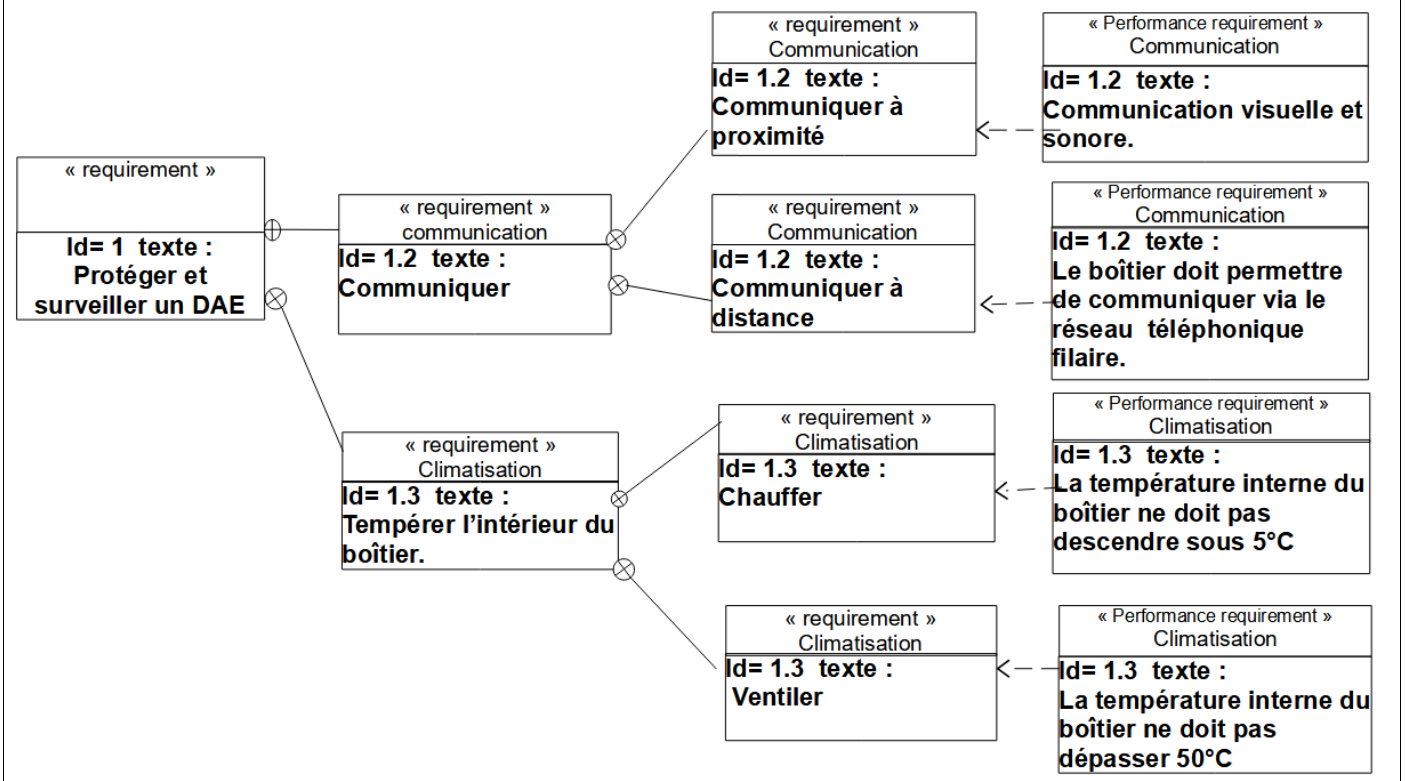 « requirement »
Id= 1 texte :
Protéger et
surveiller un DAE
« requirement »
communication
Id= 1.2 texte :
Communiquer
« requirement »
Communication
Id= 1.2 texte :
Communiquer à
proximité
« Performance requirement »
Communication
Id= 1.2 texte :
Communication visuelle et
sonore.
« requirement »
Communication
Id= 1.2 texte :
Communiquer à
distance
« Performance requirement »
Communication
Id= 1.2 texte :
Le boîtier doit permettre
de communiquer via le
réseau téléphonique
filaire.
« requirement »
Climatisation
Id= 1.3 texte :
Tempérer l’intérieur du
boîtier.
« requirement »
Climatisation
Id= 1.3 texte :
Chauffer
« Performance requirement »
Climatisation
Id= 1.3 texte :
La température interne du
boîtier ne doit pas
descendre sous 5°C
« requirement »
Climatisation
Id= 1.3 texte :
Ventiler
« Performance requirement »
Climatisation
Id= 1.3 texte :
La température interne du
boîtier ne doit pas
dépasser 50°C